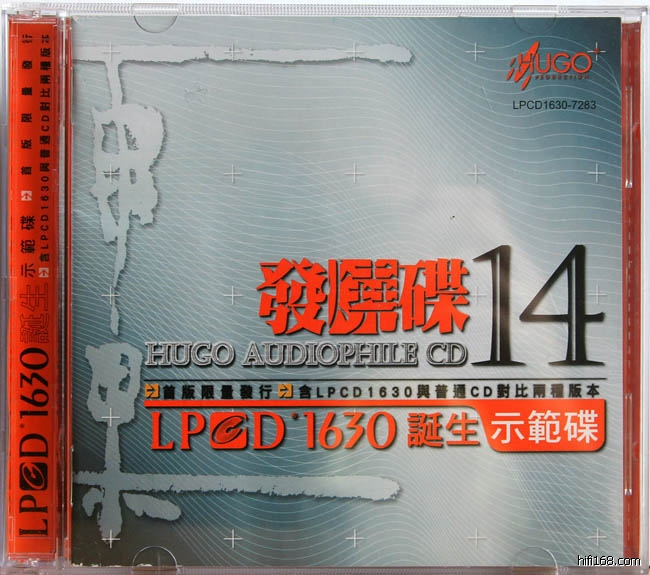 HUGO
PRODUCTION
LPCD1630-7283
發燒碟 14
HUGO AUDIOPHILE CD
首版限量發行 含LPCD1630與普通CD對比兩種版本
LPCD 1630 誕生 示範碟
LPCD 1630 誕生 示範碟
首版限量發行
含LPCD1630與普通CD對比兩種版本
hifi168.com